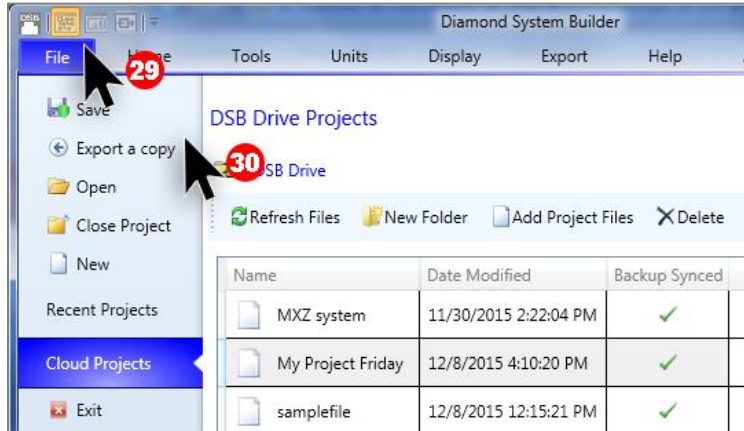 DSB
Diamond System Builder
File Home Tools Units Display Export Help
29
Save
DSB Drive Projects
Export a copy
30
DSB Drive
Open
Refresh Files New Folder Add Project Files Delete
Close Project
New
Name Date Modified Backup Synced
Recent Projects
MXZ system 11/30/2015 2:22:04 PM
Cloud Projects
My Project Friday 12/8/2015 4:10:20 PM
Exit
samplefile 12/8/2015 12:15:21 PM